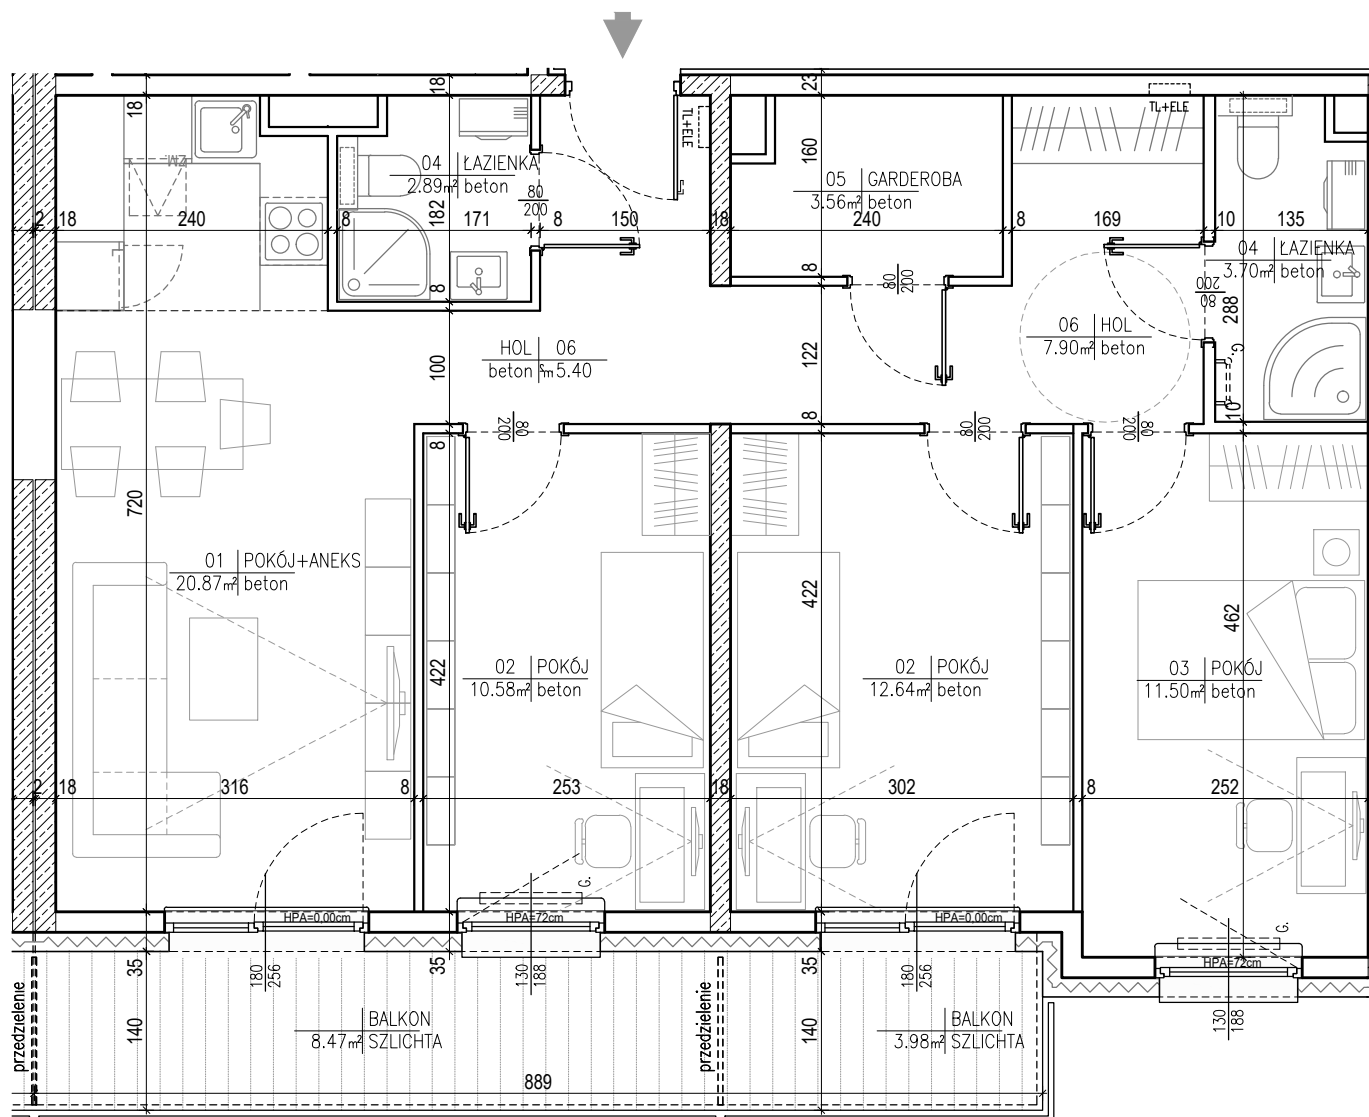 18
18
23
18
240
2
18
ZM.
04 ŁAZIENKA
2.89m² beton
182
8
171
80
200
8
150
TL+ELE
18
160
05 GARDEROBA
3.56m² beton
240
8
169
TL+ELE
10
135
04 ŁAZIENKA
3.70m² beton
80
200
288
8
8
80
200
06 HOL
7.90m² beton
HOL 06
beton m² 5.40
100
122
G.
10
8
8
80
200
80
200
80
200
720
01 POKÓJ+ANEKS
20.87m² beton
422
02 POKÓJ
10.58m² beton
422
02 POKÓJ
12.64m² beton
462
03 POKÓJ
11.50m² beton
2
18
316
8
253
18
302
8
252
G.
G.
HPA=0,00cm
HPA=72cm
HPA=0,00cm
HPA=72cm
35
180
256
35
130
188
35
180
256
130
188
przedzielenie
140
BALKON
8.47m² SZLICHTA
przedzielenie
140
BALKON
3.98m² SZLICHTA
889